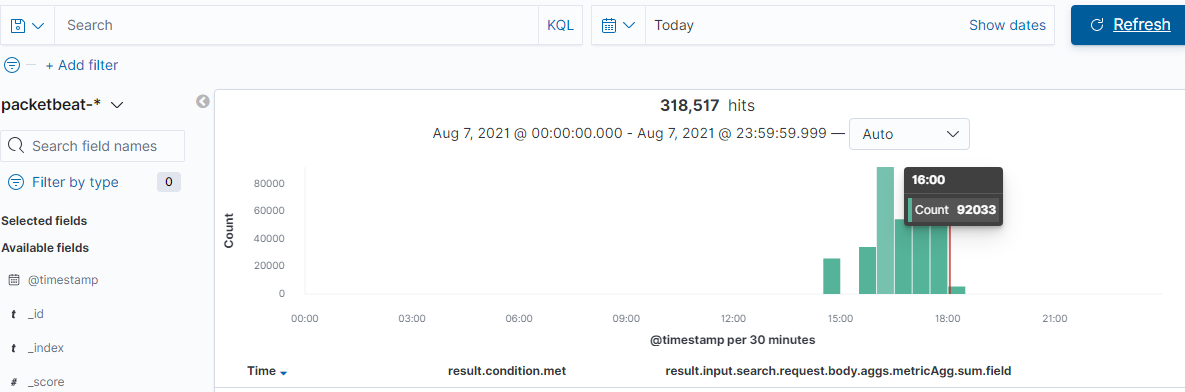 Search KQL Today Show dates Refresh
+ Add filter
packetbeat-*
318,517 hits
Aug 7, 2021 @ 00:00:00.000 - Aug 7, 2021 @ 23:59:59.999 — Auto
Search field names
Filter by type 0
Selected fields
Available fields
@timestamp
t _id
t _index
# _score
Count
80000
60000
40000
20000
0
16:00
Count 92033
00:00 03:00 06:00 09:00 12:00 15:00 18:00 21:00
@timestamp per 30 minutes
Time result.condition.met result.input.search.request.body.aggs.metricAgg.sum.field